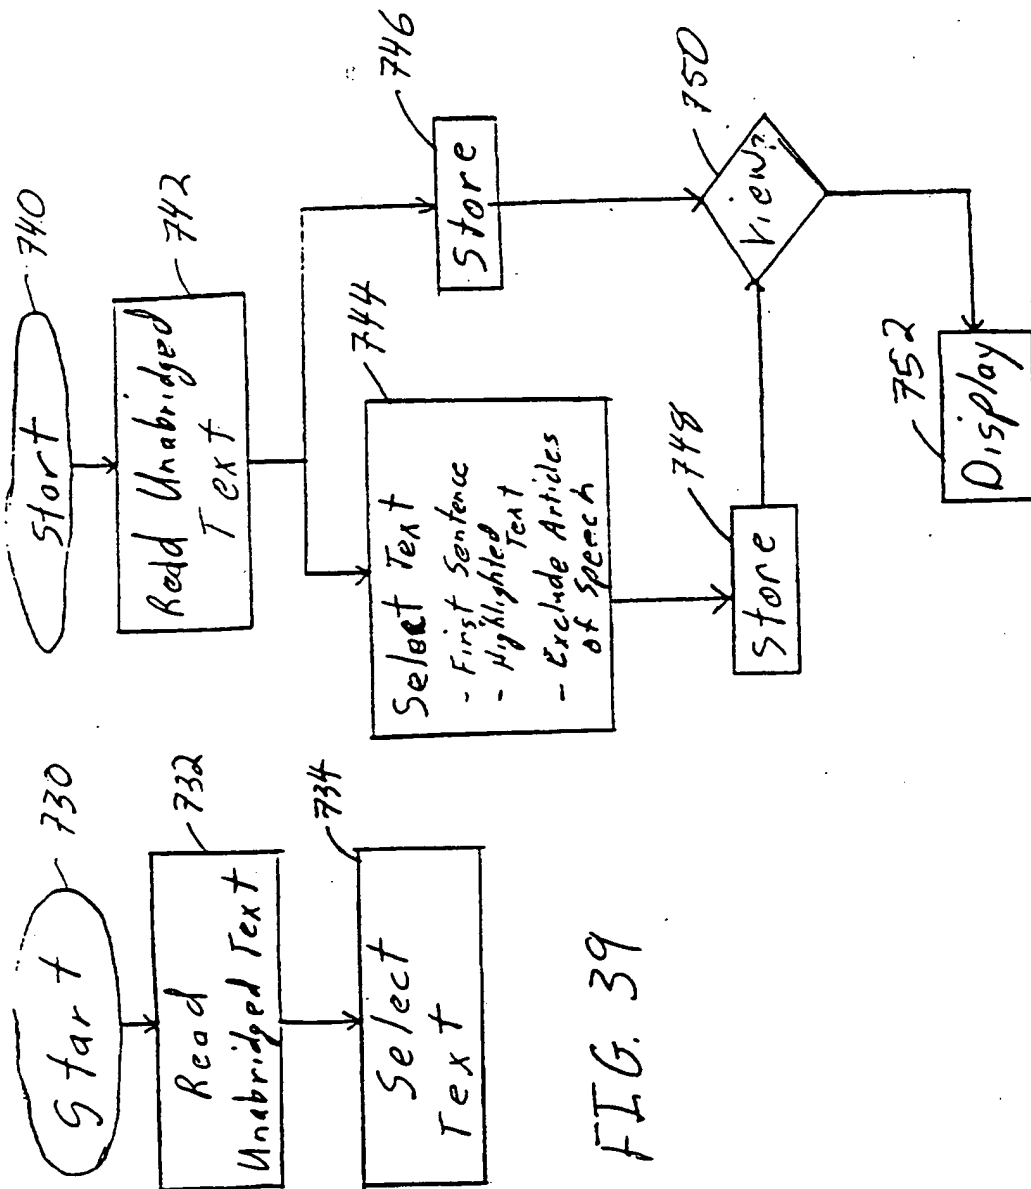 Start
730
Read
Unabridged Text
732
Select
Text
734
FIG. 39
Start
740
Read Unabridged
Text
742
Select Text
- First Sentence
- Highlighted
Text
- Exclude Articles
of Speech
744
Store
746
Store
748
View?
750
Display
752